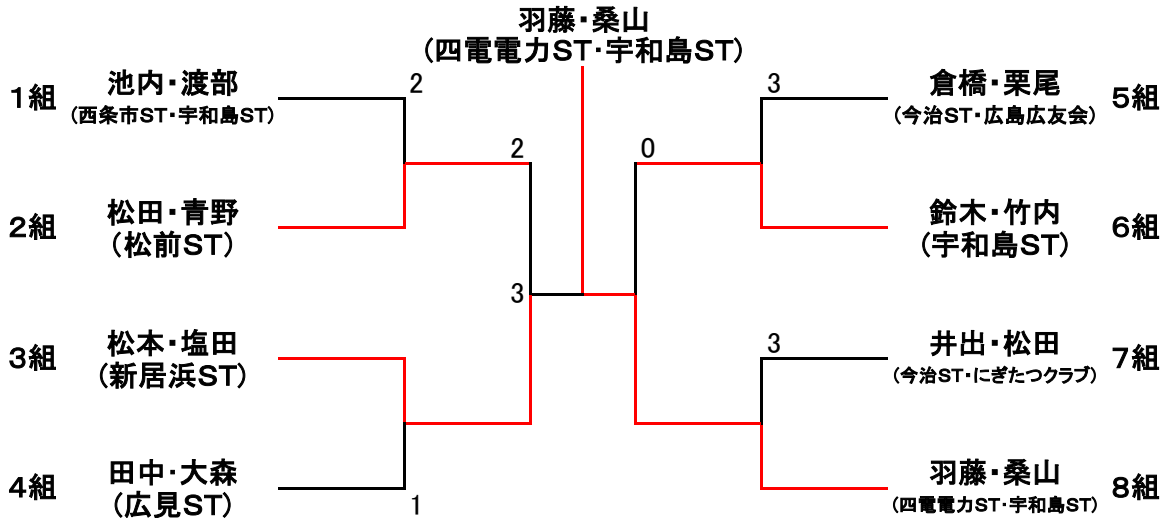 羽藤・桑山
(四電電力ST・宇和島ST)
1組
池内・渡部
(西条市ST・宇和島ST)
2
2組
松田・青野
(松前ST)
2
3組
松本・塩田
(新居浜ST)
3
4組
田中・大森
(広見ST)
1
3
倉橋・栗尾
(今治ST・広島広友会)
5組
0
鈴木・竹内
(宇和島ST)
6組
3
井出・松田
(今治ST・にぎたつクラブ)
7組
羽藤・桑山
(四電電力ST・宇和島ST)
8組